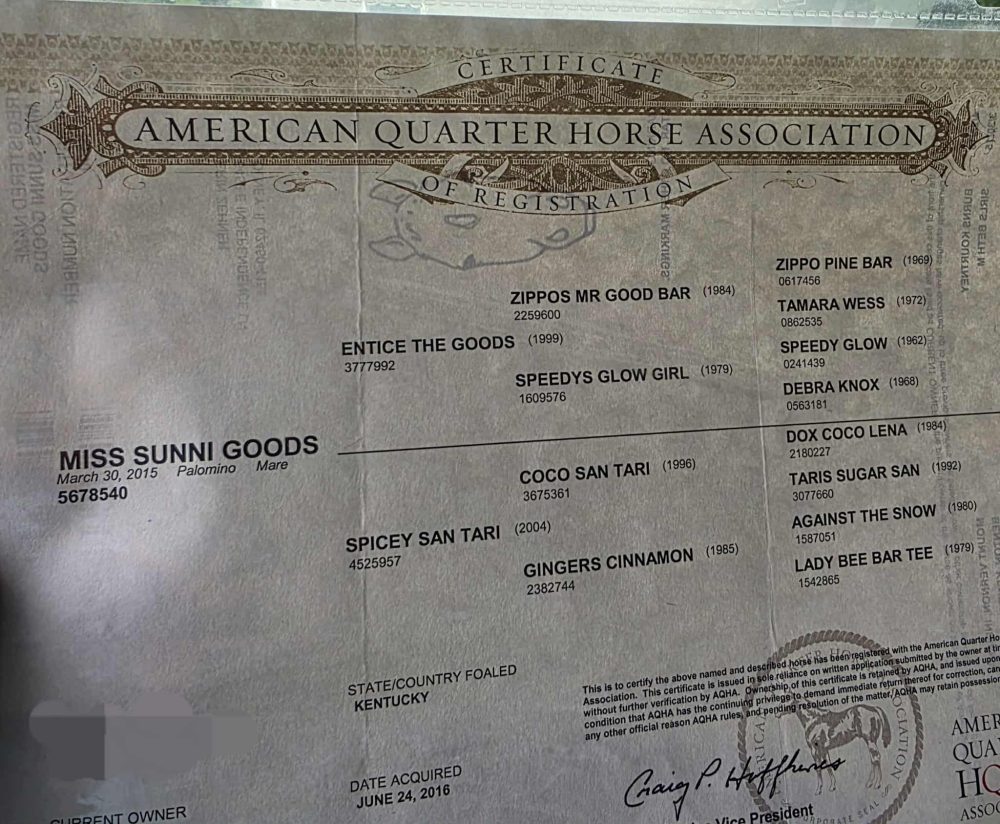 CERTIFICATE
AMERICAN QUARTER HORSE ASSOCIATION
OF REGISTRATION
ZIPPO PINE BAR (1969)
0617456
ZIPPOS MR GOOD BAR (1984)
2259600
TAMARA WESS (1972)
0862535
ENTICE THE GOODS (1999)
3777992
SPEEDY GLOW (1962)
0241439
SPEEDYS GLOW GIRL (1979)
1609576
DEBRA KNOX (1968)
0563181
MISS SUNNI GOODS
March 30, 2015 Palomino Mare
5678540
DOX COCO LENA (1984)
2180227
COCO SAN TARI (1996)
3675361
TARIS SUGAR SAN (1992)
3077660
SPICEY SAN TARI (2004)
4525957
AGAINST THE SNOW (1980)
1587051
GINGERS CINNAMON (1985)
2382744
LADY BEE BAR TEE (1979)
1542865
STATE/COUNTRY FOALED
KENTUCKY
This is to certify the above named and described horse has been registered with the American Quarter Ho
Association. This certificate is issued in sole reliance on written application submitted by the owner at ti
without further verification by AQHA. Ownership of this certificate is retained by AQHA, and issued upon
condition that AQHA has the continuing privilege to demand immediate return thereof for correction, can
any other official reason AQHA rules, and pending resolution of the matter, AQHA may retain possession
DATE ACQUIRED
JUNE 24, 2016
CURRENT OWNER
Craig P. Huffhines
Vice President
AMER
QUA
HO
ASSOC
CORPORATE SEAL